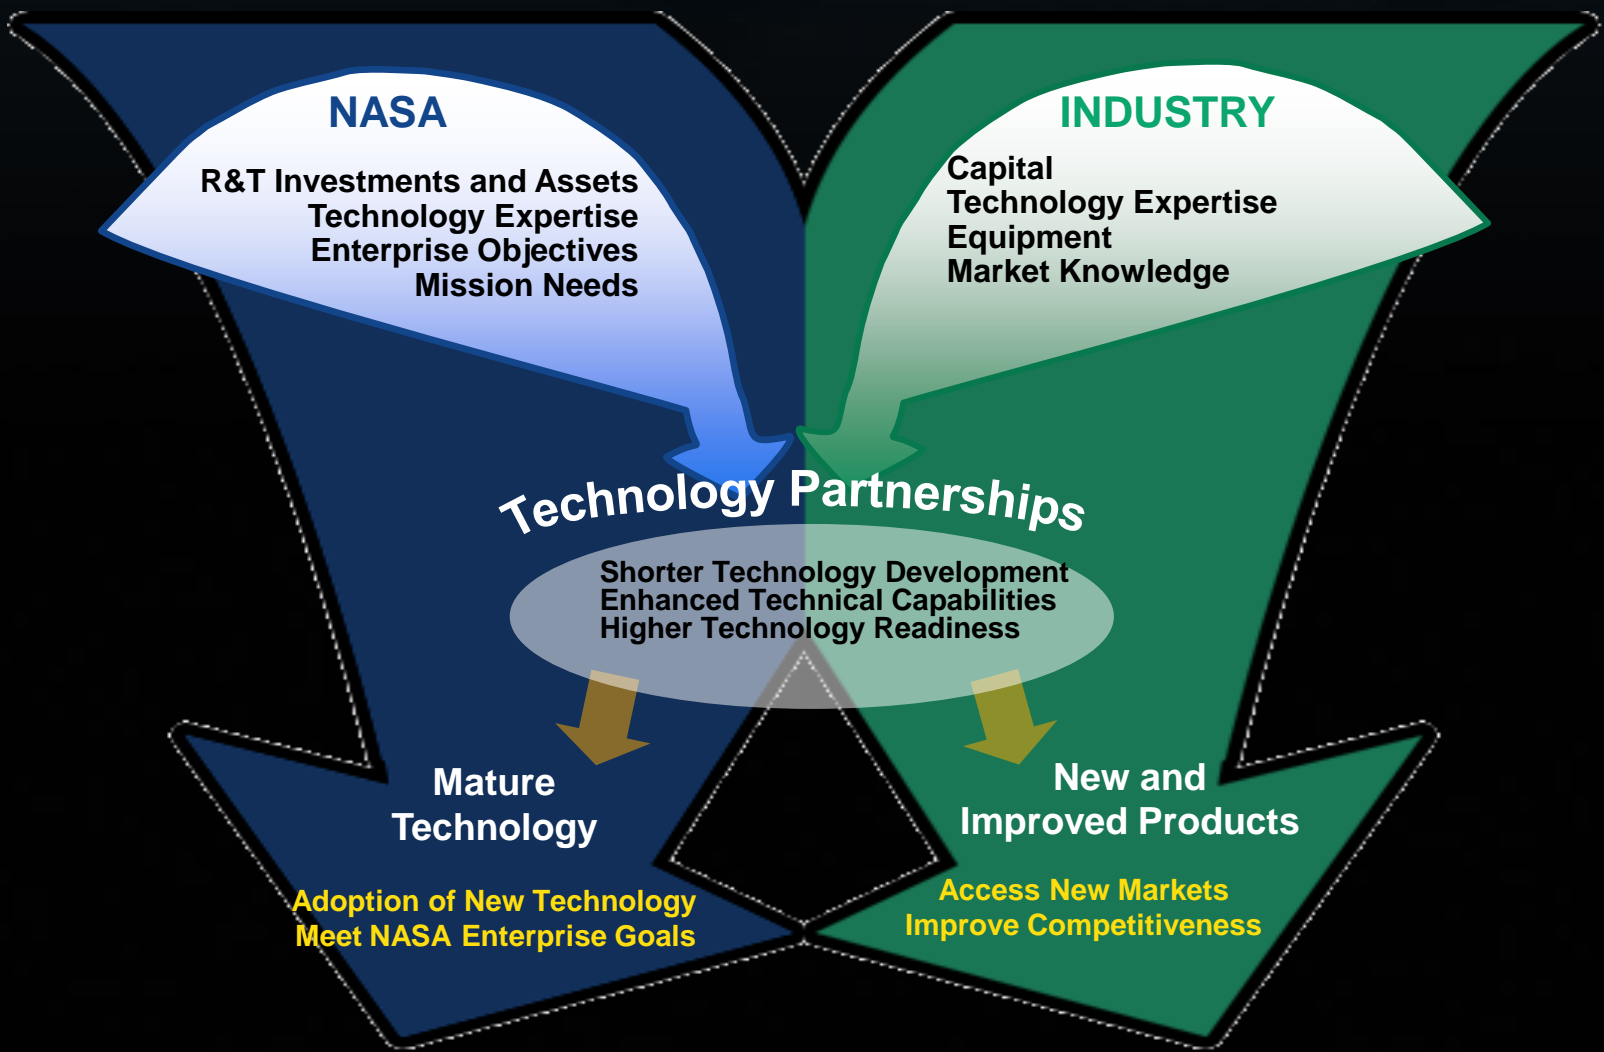 NASA
R&T Investments and Assets
Technology Expertise
Enterprise Objectives
Mission Needs
INDUSTRY
Capital
Technology Expertise
Equipment
Market Knowledge
Technology Partnerships
Shorter Technology Development
Enhanced Technical Capabilities
Higher Technology Readiness
Mature
Technology
Adoption of New Technology
Meet NASA Enterprise Goals
New and
Improved Products
Access New Markets
Improve Competitiveness